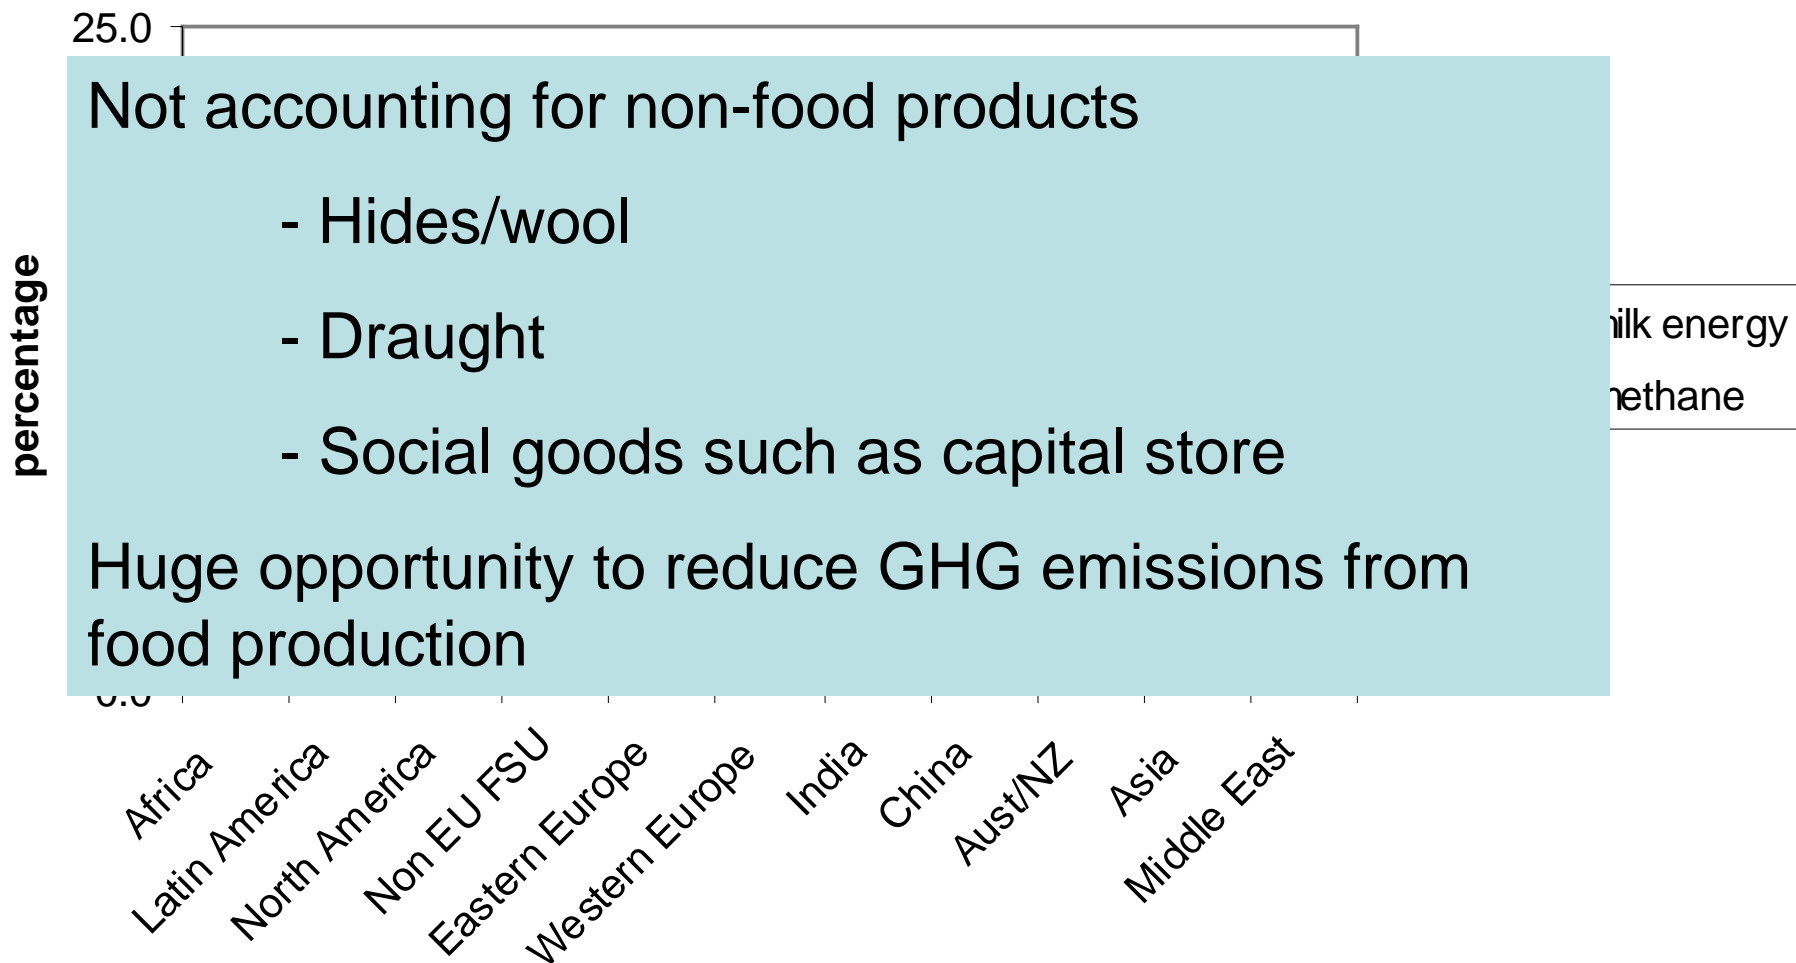 25.0
Not accounting for non-food products
- Hides/wool
- Draught
- Social goods such as capital store
Huge opportunity to reduce GHG emissions from
food production
percentage
energy
0.0
Africa
Latin America
North America
Non EU FSU
Eastern Europe
Western Europe
India
China
Aust/NZ
Asia
Middle East